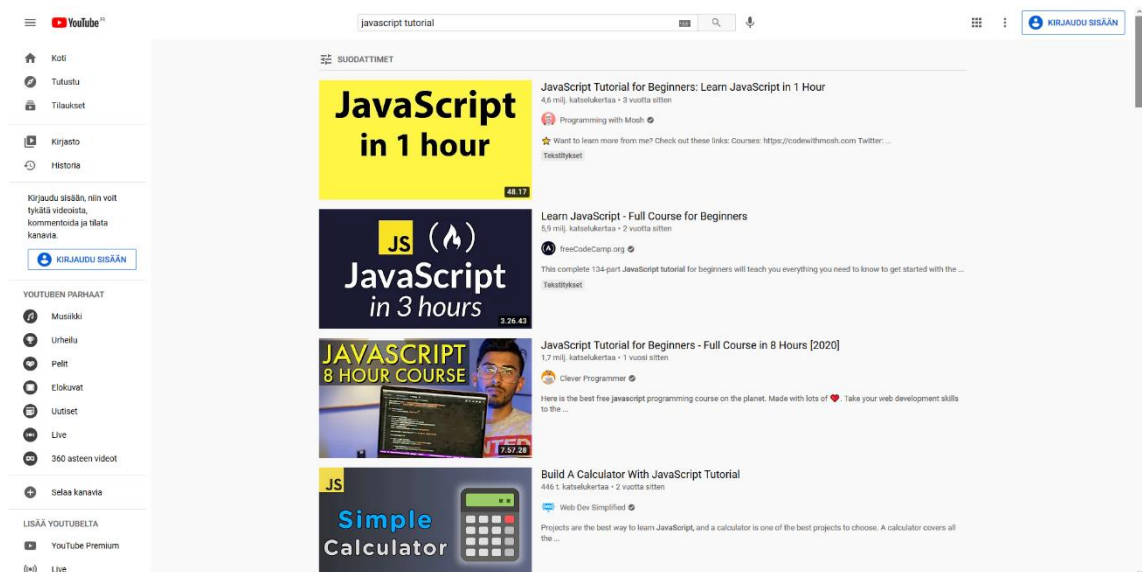 YouTube FI
javascript tutorial
KIRJAUDU SISÄÄN
Koti
Tutustu
Tilaukset
Kirjasto
Historia
Kirjaudu sisään, niin voit
tykätä videoista,
kommentoida ja tilata
kanavia.
KIRJAUDU SISÄÄN
YOUTUBEN PARHAAT
Musiikki
Urheilu
Pelit
Elokuvat
Uutiset
Live
360 asteen videot
Selaa kanavia
LISÄÄ YOUTUBELTA
YouTube Premium
Live
SUODATTIMET
JavaScript
in 1 hour
48.17
JavaScript Tutorial for Beginners: Learn JavaScript in 1 Hour
4,6 milj. katselukertaa • 3 vuotta sitten
Programming with Mosh
Want to learn more from me? Check out these links: Courses: https://codewithmosh.com Twitter: ...
Tekstitykset
JS
JavaScript
in 3 hours
3.26.43
Learn JavaScript - Full Course for Beginners
5,9 milj. katselukertaa • 2 vuotta sitten
freeCodeCamp.org
This complete 134-part JavaScript tutorial for beginners will teach you everything you need to know to get started with the ...
Tekstitykset
JAVASCRIPT
8 HOUR COURSE
7.57.28
JavaScript Tutorial for Beginners - Full Course in 8 Hours [2020]
1,7 milj. katselukertaa • 1 vuosi sitten
Clever Programmer
Here is the best free javascript programming course on the planet. Made with lots of ❤. Take your web development skills
to the ...
JS
Simple
Calculator
Build A Calculator With JavaScript Tutorial
446 t. katselukertaa • 2 vuotta sitten
Web Dev Simplified
Projects are the best way to learn JavaScript, and a calculator is one of the best projects to choose. A calculator covers all
the ...